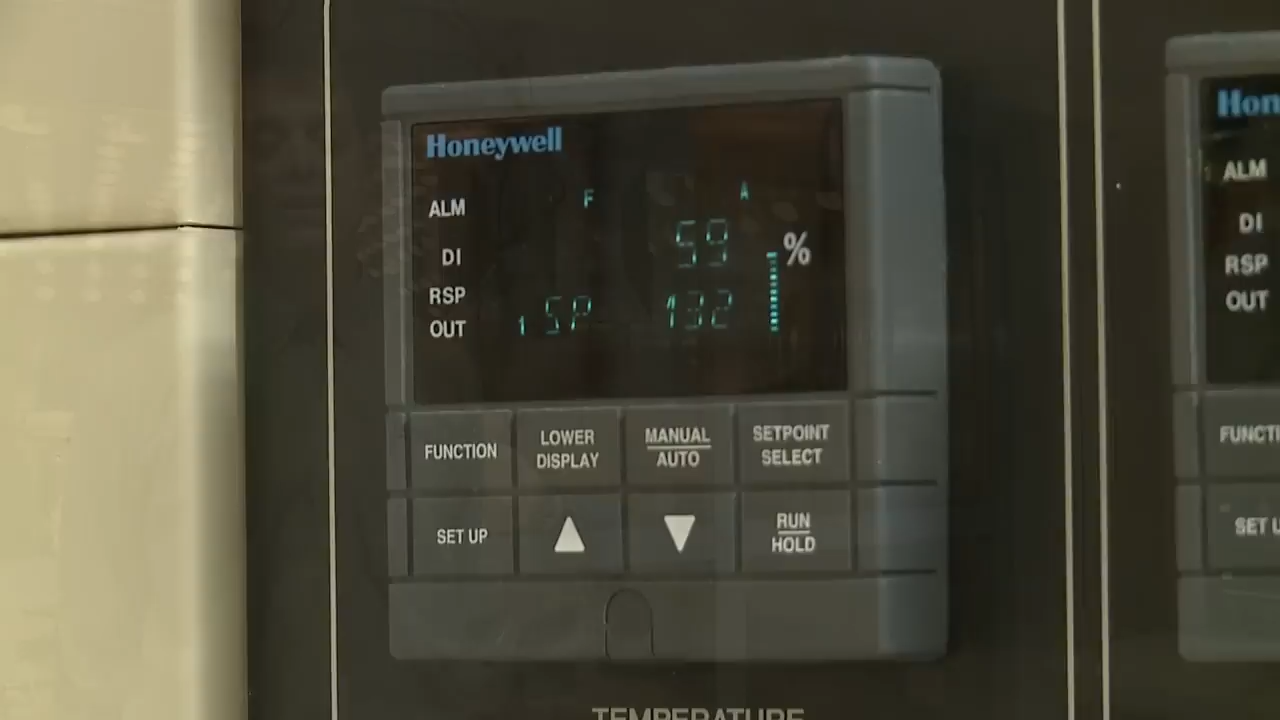 Honeywell
ALM
F
A
DI
59
%
RSP
OUT
1 SP
132
FUNCTION
LOWER
DISPLAY
MANUAL
AUTO
SETPOINT
SELECT
SET UP
RUN
HOLD
TEMPERATURE
Hon
ALM
DI
RSP
OUT
FUNCTI
SET U